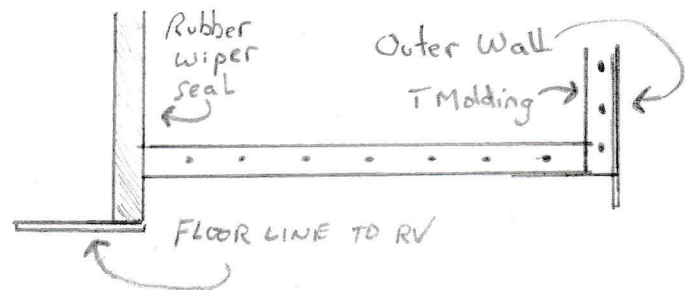 Rubber
wiper
seal
Outer Wall
T Molding
FLOOR LINE TO RV